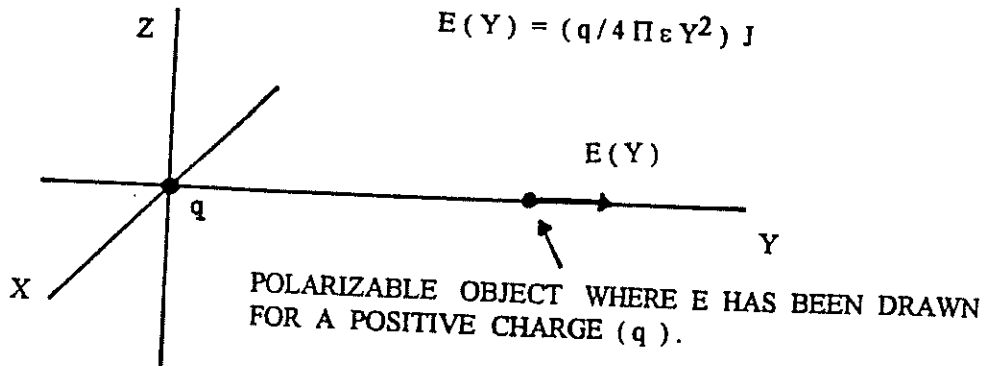 Z
E(Y) = (q/4ΠεY²) J
E(Y)
q
Y
X
POLARIZABLE OBJECT WHERE E HAS BEEN DRAWN
FOR A POSITIVE CHARGE (q).